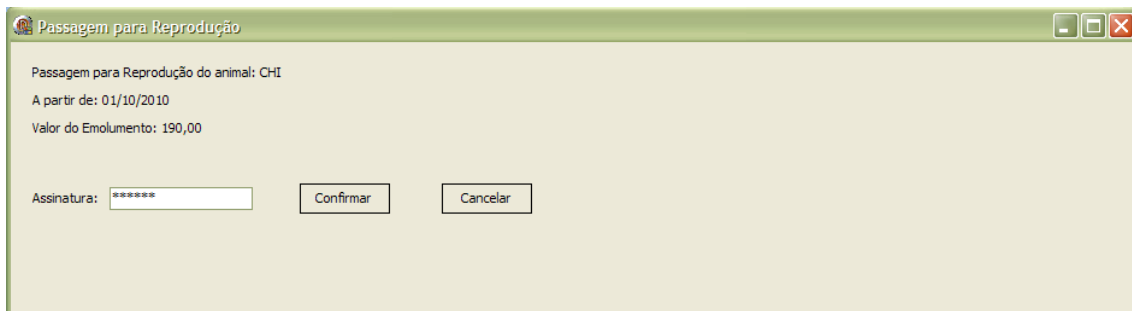 Passagem para Reprodução
Passagem para Reprodução do animal: CHI
A partir de: 01/10/2010
Valor do Emolumento: 190,00
Assinatura: ****** Confirmar Cancelar